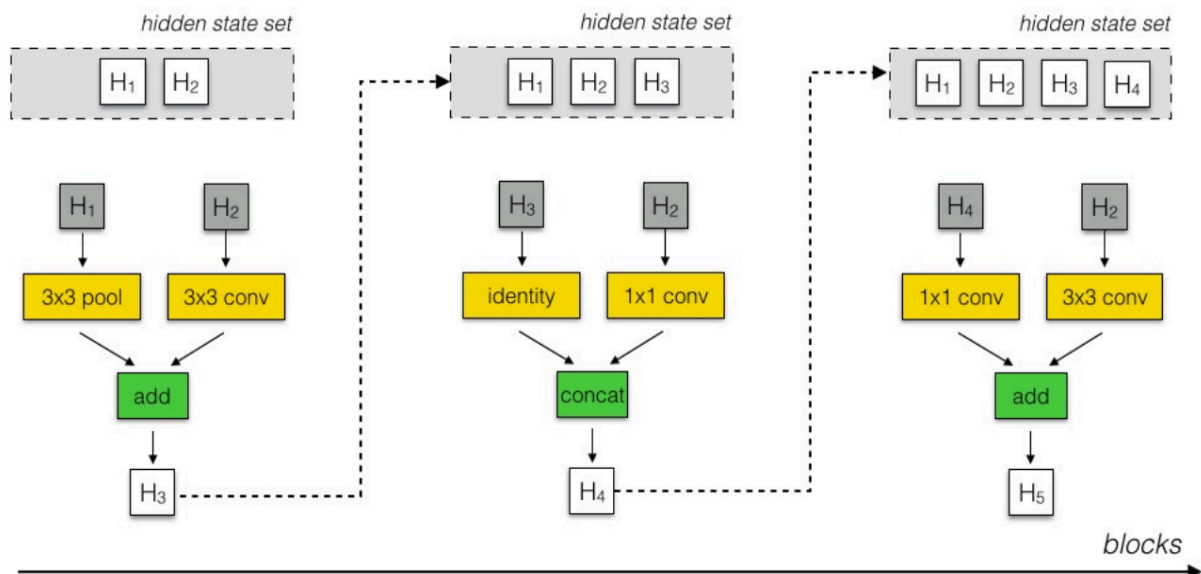 hidden state set
hidden state set
hidden state set
H₁ H₂
H₁ H₂ H₃
H₁ H₂ H₃ H₄
H₁ H₂
H₃ H₂
H₄ H₂
3x3 pool 3x3 conv
identity 1x1 conv
1x1 conv 3x3 conv
add
concat
add
H₃
H₄
H₅
blocks